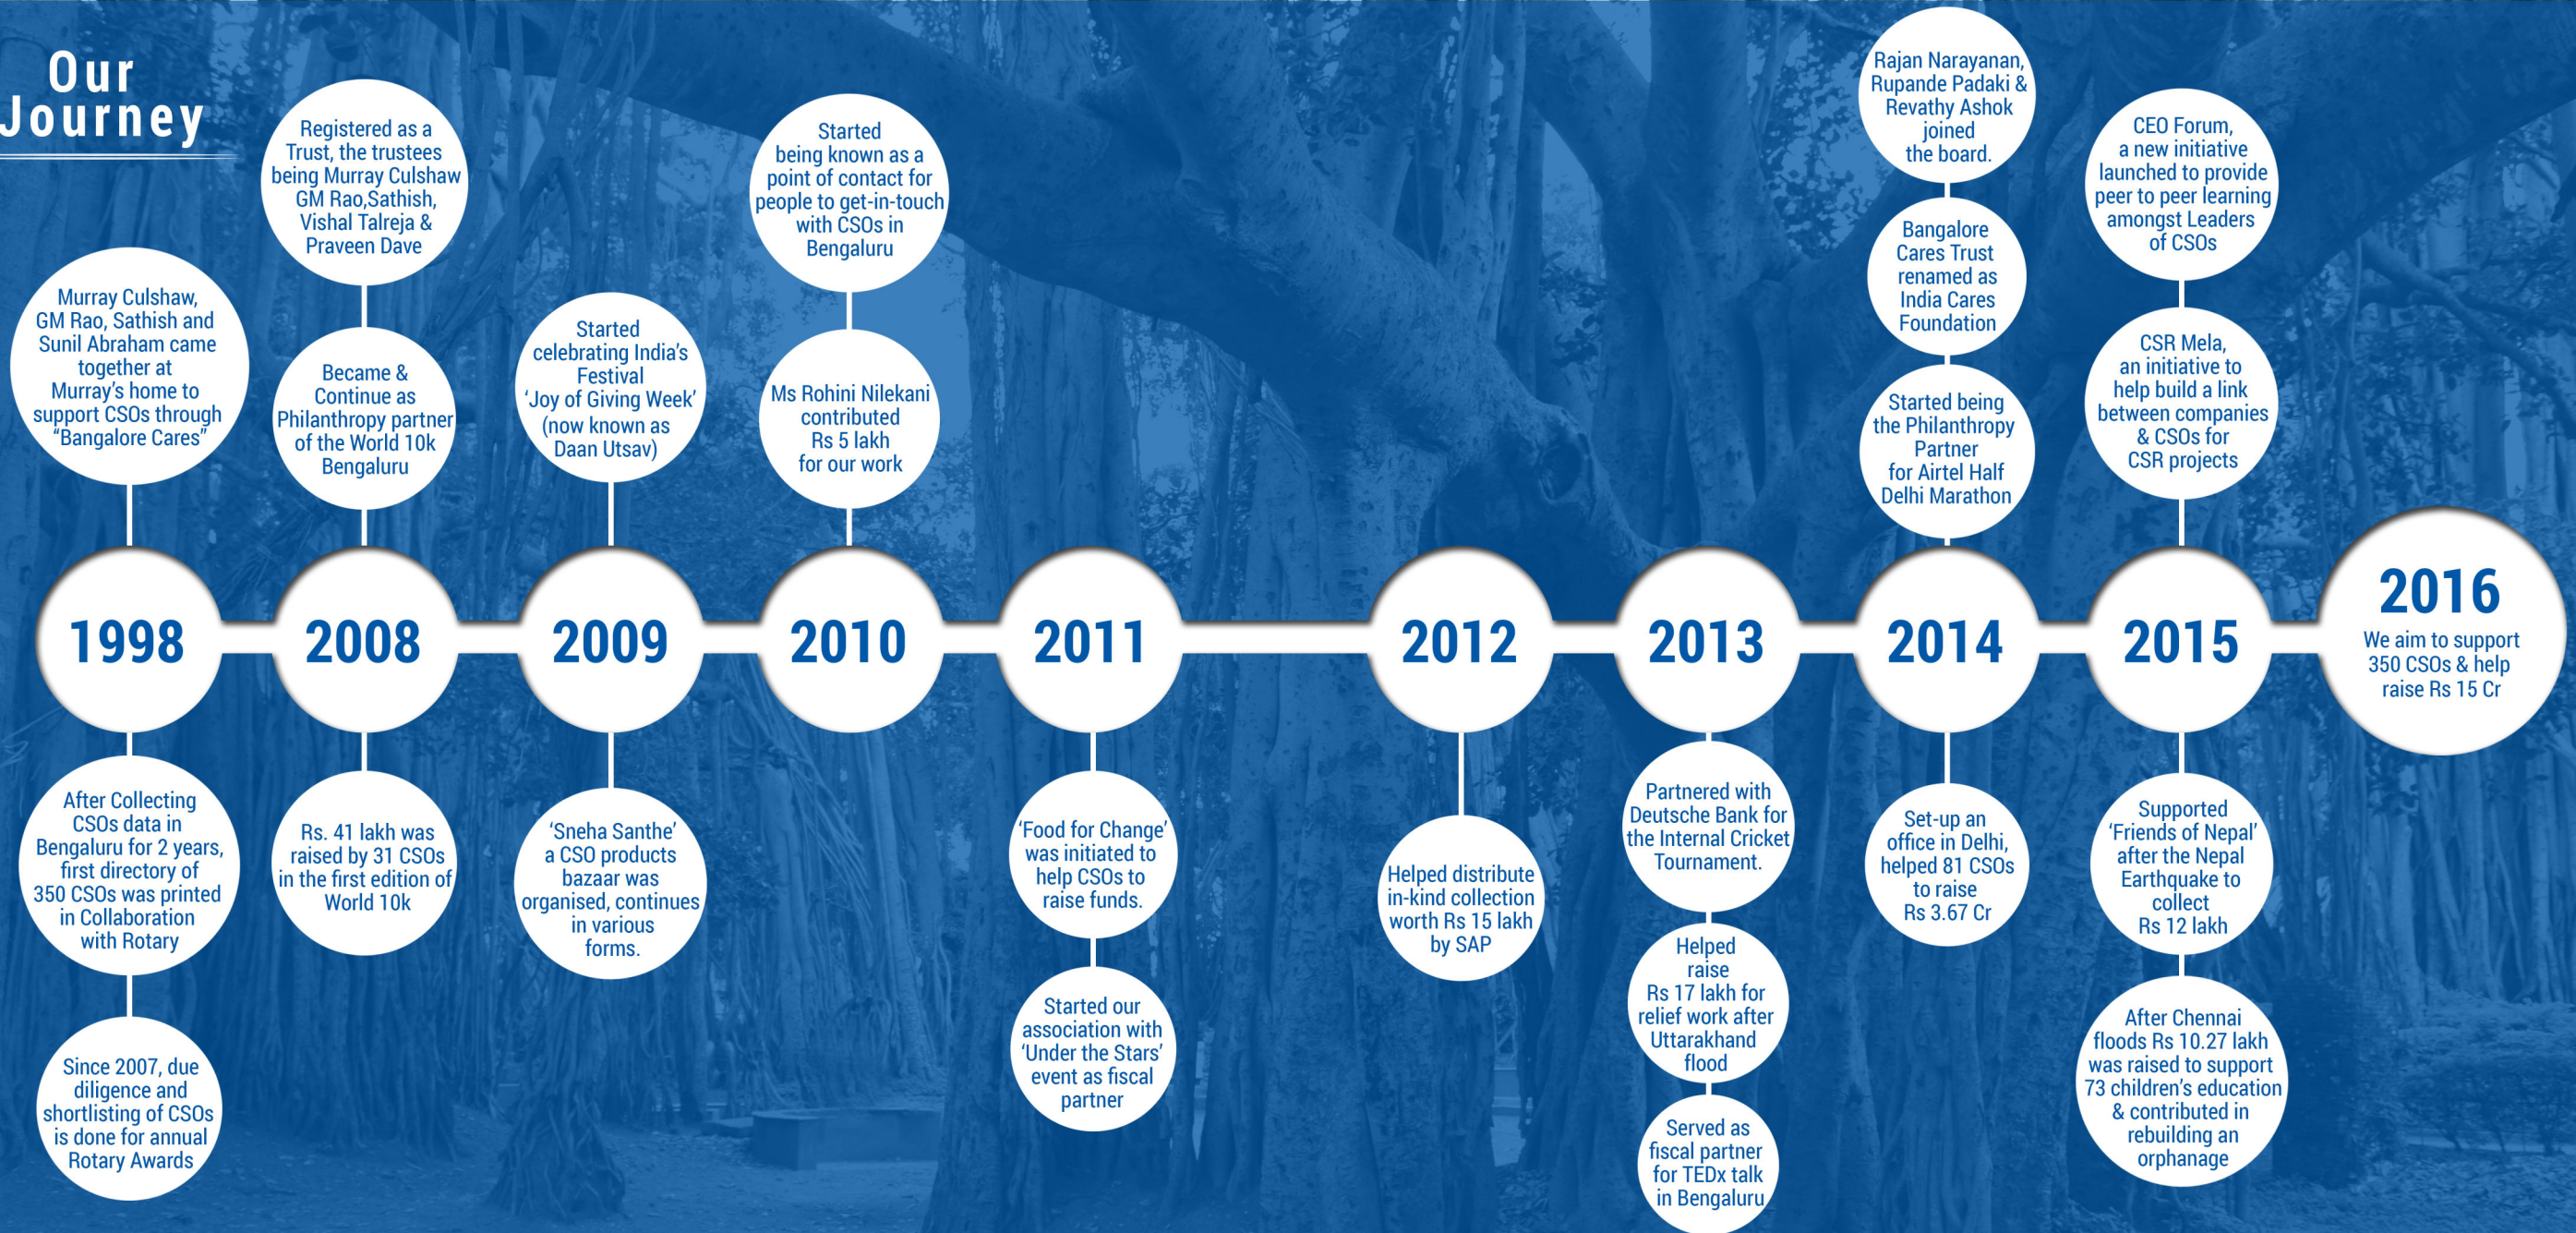 Our
Journey
Murray Culshaw,
GM Rao, Sathish and
Sunil Abraham came
together at
Murray's home to
support CSOs through
“Bangalore Cares”
1998
After Collecting
CSOs data in
Bengaluru for 2 years,
first directory of
350 CSOs was printed
in Collaboration
with Rotary
Since 2007, due
diligence and
shortlisting of CSOs
is done for annual
Rotary Awards
Registered as a
Trust, the trustees
being Murray Culshaw
GM Rao,Sathish,
Vishal Talreja &
Praveen Dave
Became &
Continue as
Philanthropy partner
of the World 10k
Bengaluru
2008
Rs. 41 lakh was
raised by 31 CSOs
in the first edition of
World 10k
Started
celebrating India's
Festival
‘Joy of Giving Week’
(now known as
Daan Utsav)
2009
‘Sneha Santhe’
a CSO products
bazaar was
organised, continues
in various
forms.
Started
being known as a
point of contact for
people to get-in-touch
with CSOs in
Bengaluru
Ms Rohini Nilekani
contributed
Rs 5 lakh
for our work
2010
2011
‘Food for Change’
was initiated to
help CSOs to
raise funds.
Started our
association with
‘Under the Stars’
event as fiscal
partner
2012
Helped distribute
in-kind collection
worth Rs 15 lakh
by SAP
2013
Partnered with
Deutsche Bank for
the Internal Cricket
Tournament.
Helped
raise
Rs 17 lakh for
relief work after
Uttarakhand
flood
Served as
fiscal partner
for TEDx talk
in Bengaluru
Rajan Narayanan,
Rupande Padaki &
Revathy Ashok
joined
the board.
Bangalore
Cares Trust
renamed as
India Cares
Foundation
Started being
the Philanthropy
Partner
for Airtel Half
Delhi Marathon
2014
Set-up an
office in Delhi,
helped 81 CSOs
to raise
Rs 3.67 Cr
CEO Forum,
a new initiative
launched to provide
peer to peer learning
amongst Leaders
of CSOs
CSR Mela,
an initiative to
help build a link
between companies
& CSOs for
CSR projects
2015
Supported
‘Friends of Nepal’
after the Nepal
Earthquake to
collect
Rs 12 lakh
After Chennai
floods Rs 10.27 lakh
was raised to support
73 children's education
& contributed in
rebuilding an
orphanage
2016
We aim to support
350 CSOs & help
raise Rs 15 Cr